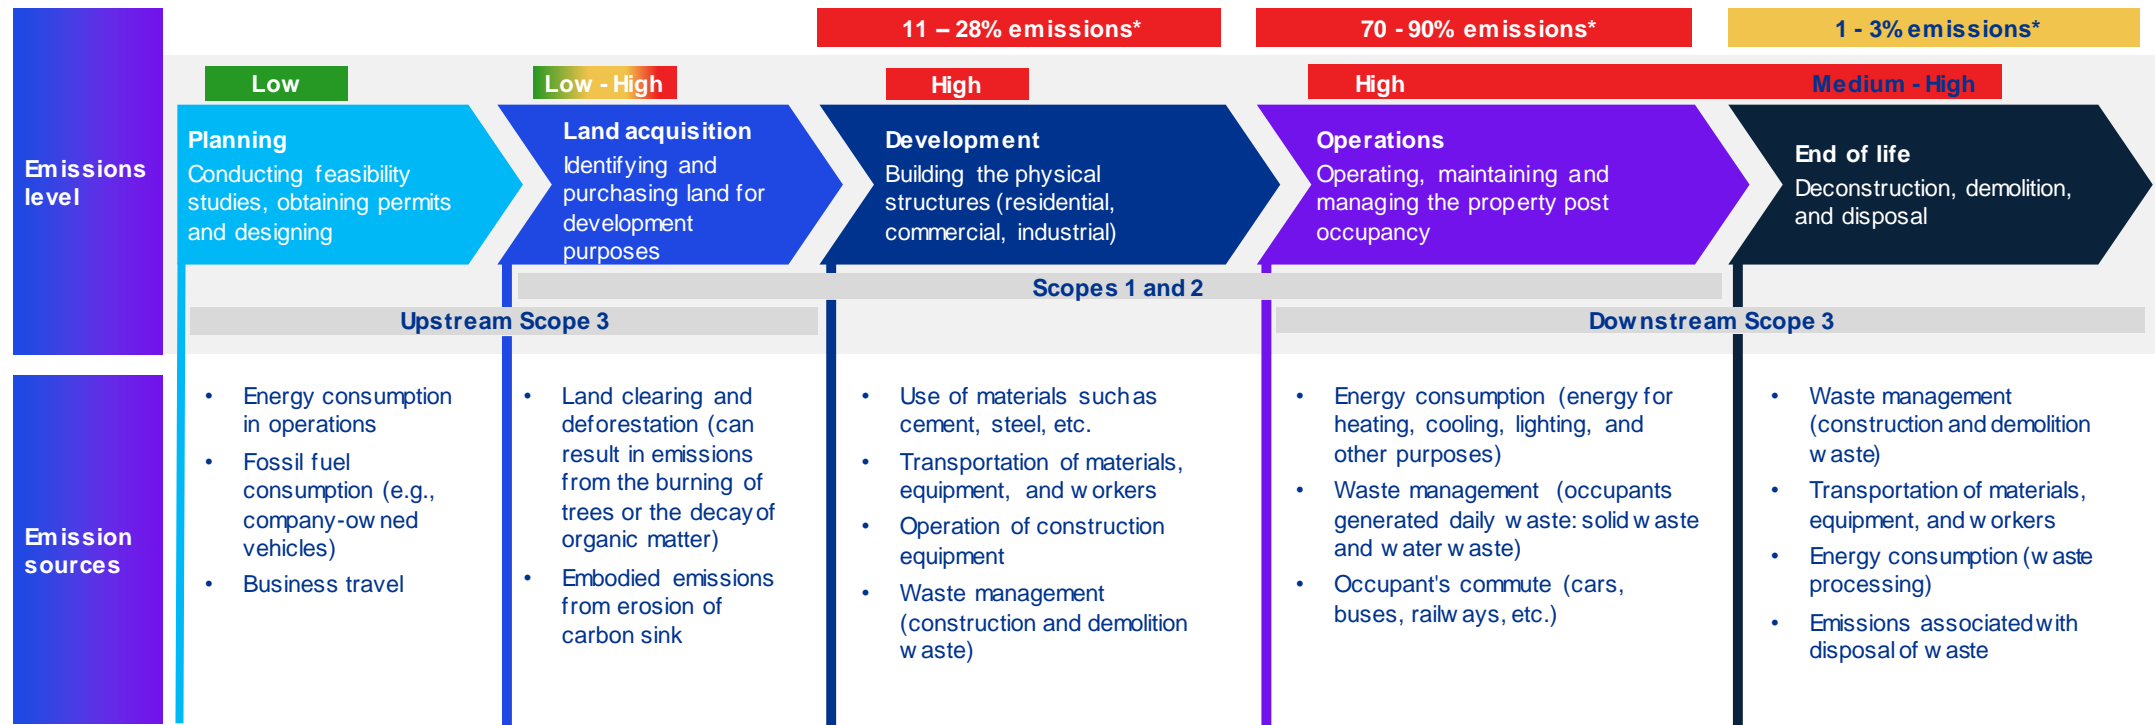 11 – 28% emissions*
70 - 90% emissions*
1 - 3% emissions*
Low
Low - High
High
High
Medium - High
Emissions
level
Planning
Conducting feasibility
studies, obtaining permits
and designing
Land acquisition
Identifying and
purchasing land for
development
purposes
Development
Building the physical
structures (residential,
commercial, industrial)
Operations
Operating, maintaining and
managing the property post
occupancy
End of life
Deconstruction, demolition,
and disposal
Scopes 1 and 2
Upstream Scope 3
Downstream Scope 3
Emission
sources
• Energy consumption
in operations
• Fossil fuel
consumption (e.g.,
company-owned
vehicles)
• Business travel
• Land clearing and
deforestation (can
result in emissions
from the burning of
trees or the decay of
organic matter)
• Embodied emissions
from erosion of
carbon sink
• Use of materials such as
cement, steel, etc.
• Transportation of materials,
equipment, and workers
• Operation of construction
equipment
• Waste management
(construction and demolition
waste)
• Energy consumption (energy for
heating, cooling, lighting, and
other purposes)
• Waste management (occupants
generated daily waste: solid waste
and water waste)
• Occupant's commute (cars,
buses, railways, etc.)
• Waste management
(construction and demolition
waste)
• Transportation of materials,
equipment, and workers
• Energy consumption (waste
processing)
• Emissions associated with
disposal of waste